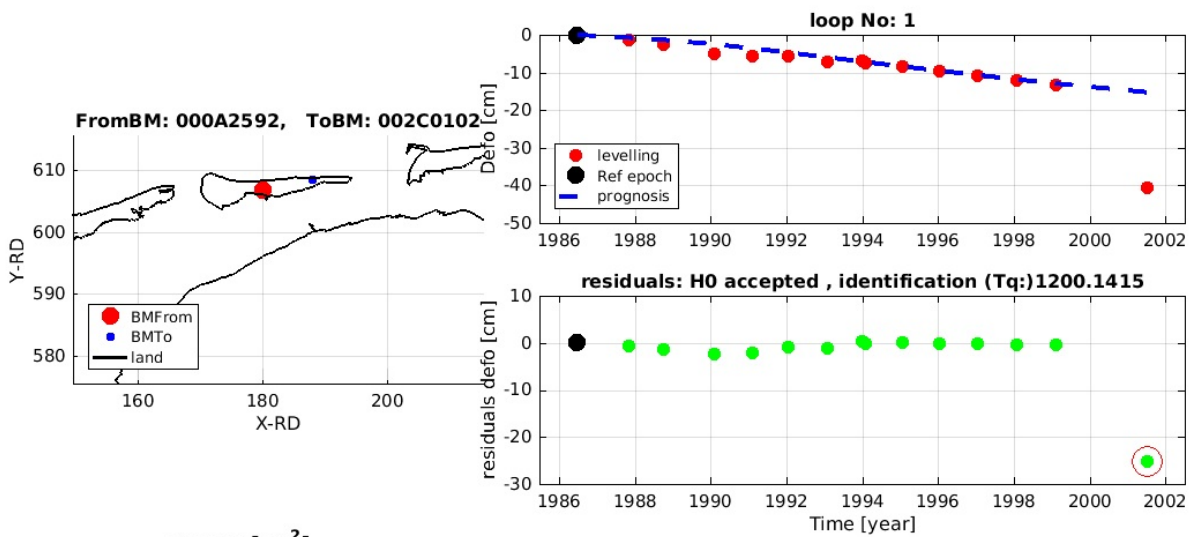 loop No: 1
0
-10
-20
-30
-40
-50
Defo [cm]
levelling
Ref epoch
prognosis
1986 1988 1990 1992 1994 1996 1998 2000 2002
FromBM: 000A2592, ToBM: 002C0102
610
600
590
580
Y-RD
BMFrom
BMTo
land
160 180 200
X-RD
residuals: H0 accepted , identification (Tq:)1200.1415
10
0
-10
-20
-30
residuals defo [cm]
1986 1988 1990 1992 1994 1996 1998 2000 2002
Time [year]